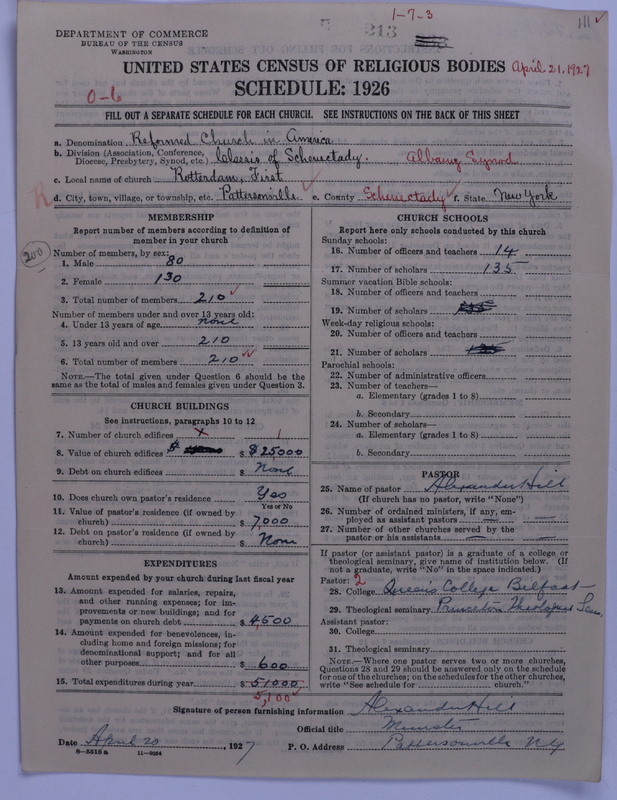 1-7-3
213
111
DEPARTMENT OF COMMERCE
BUREAU OF THE CENSUS
WASHINGTON
UNITED STATES CENSUS OF RELIGIOUS BODIES April 21, 1927
SCHEDULE: 1926
0-6
FILL OUT A SEPARATE SCHEDULE FOR EACH CHURCH. SEE INSTRUCTIONS ON THE BACK OF THIS SHEET
a. Denomination Reformed Church in America
b. Division (Association, Conference, Diocese, Presbytery, Synod, etc.) Classis of Schenectady. Albany Synod
c. Local name of church Rotterdam, First
R d. City, town, village, or township, etc. Pattersonville e. County Schenectady f. State New York
200
MEMBERSHIP
Report number of members according to definition of
member in your church
Number of members, by sex:
1. Male 80
2. Female 130
3. Total number of members 210
Number of members under and over 13 years old:
4. Under 13 years of age none
5. 13 years old and over 210
6. Total number of members 210
NOTE.—The total given under Question 6 should be the
same as the total of males and females given under Question 3.
CHURCH BUILDINGS
See instructions, paragraphs 10 to 12
7. Number of church edifices 1
8. Value of church edifices $ $ 25000
9. Debt on church edifices $ None
10. Does church own pastor's residence Yes
Yes or No
11. Value of pastor's residence (if owned by
church) $ 7,000
12. Debt on pastor's residence (if owned by
church) $ None
EXPENDITURES
Amount expended by your church during last fiscal year
13. Amount expended for salaries, repairs,
and other running expenses; for im-
provements or new buildings; and for
payments on church debt $ 4,500
14. Amount expended for benevolences, in-
cluding home and foreign missions; for
denominational support; and for all
other purposes $ 600
15. Total expenditures during year $ 51000
5,100
CHURCH SCHOOLS
Report here only schools conducted by this church
Sunday schools:
16. Number of officers and teachers 14
17. Number of scholars 135
Summer vacation Bible schools:
18. Number of officers and teachers
19. Number of scholars
Week-day religious schools:
20. Number of officers and teachers
21. Number of scholars
Parochial schools:
22. Number of administrative officers
23. Number of teachers—
a. Elementary (grades 1 to 8)
b. Secondary
24. Number of scholars—
a. Elementary (grades 1 to 8)
b. Secondary
PASTOR
25. Name of pastor Alexander Hill
(If church has no pastor, write "None")
26. Number of ordained ministers, if any, em-
ployed as assistant pastors —
27. Number of other churches served by the
pastor or his assistants —
If pastor (or assistant pastor) is a graduate of a college or
theological seminary, give name of institution below. (If
not a graduate, write "No" in the space indicated.)
Pastor: 2
28. College Queens College Belfast
29. Theological seminary Princeton Theological Sem.
Assistant pastor:
30. College
31. Theological seminary
NOTE.—Where one pastor serves two or more churches,
Questions 28 and 29 should be answered only on the schedule
for one of the churches; on the schedules for the other churches,
write "See schedule for church."
Signature of person furnishing information Alexander Hill
Official title Minister
Date April 20, 1927 P. O. Address Pattersonville N.Y.
8-5515a 11-9264